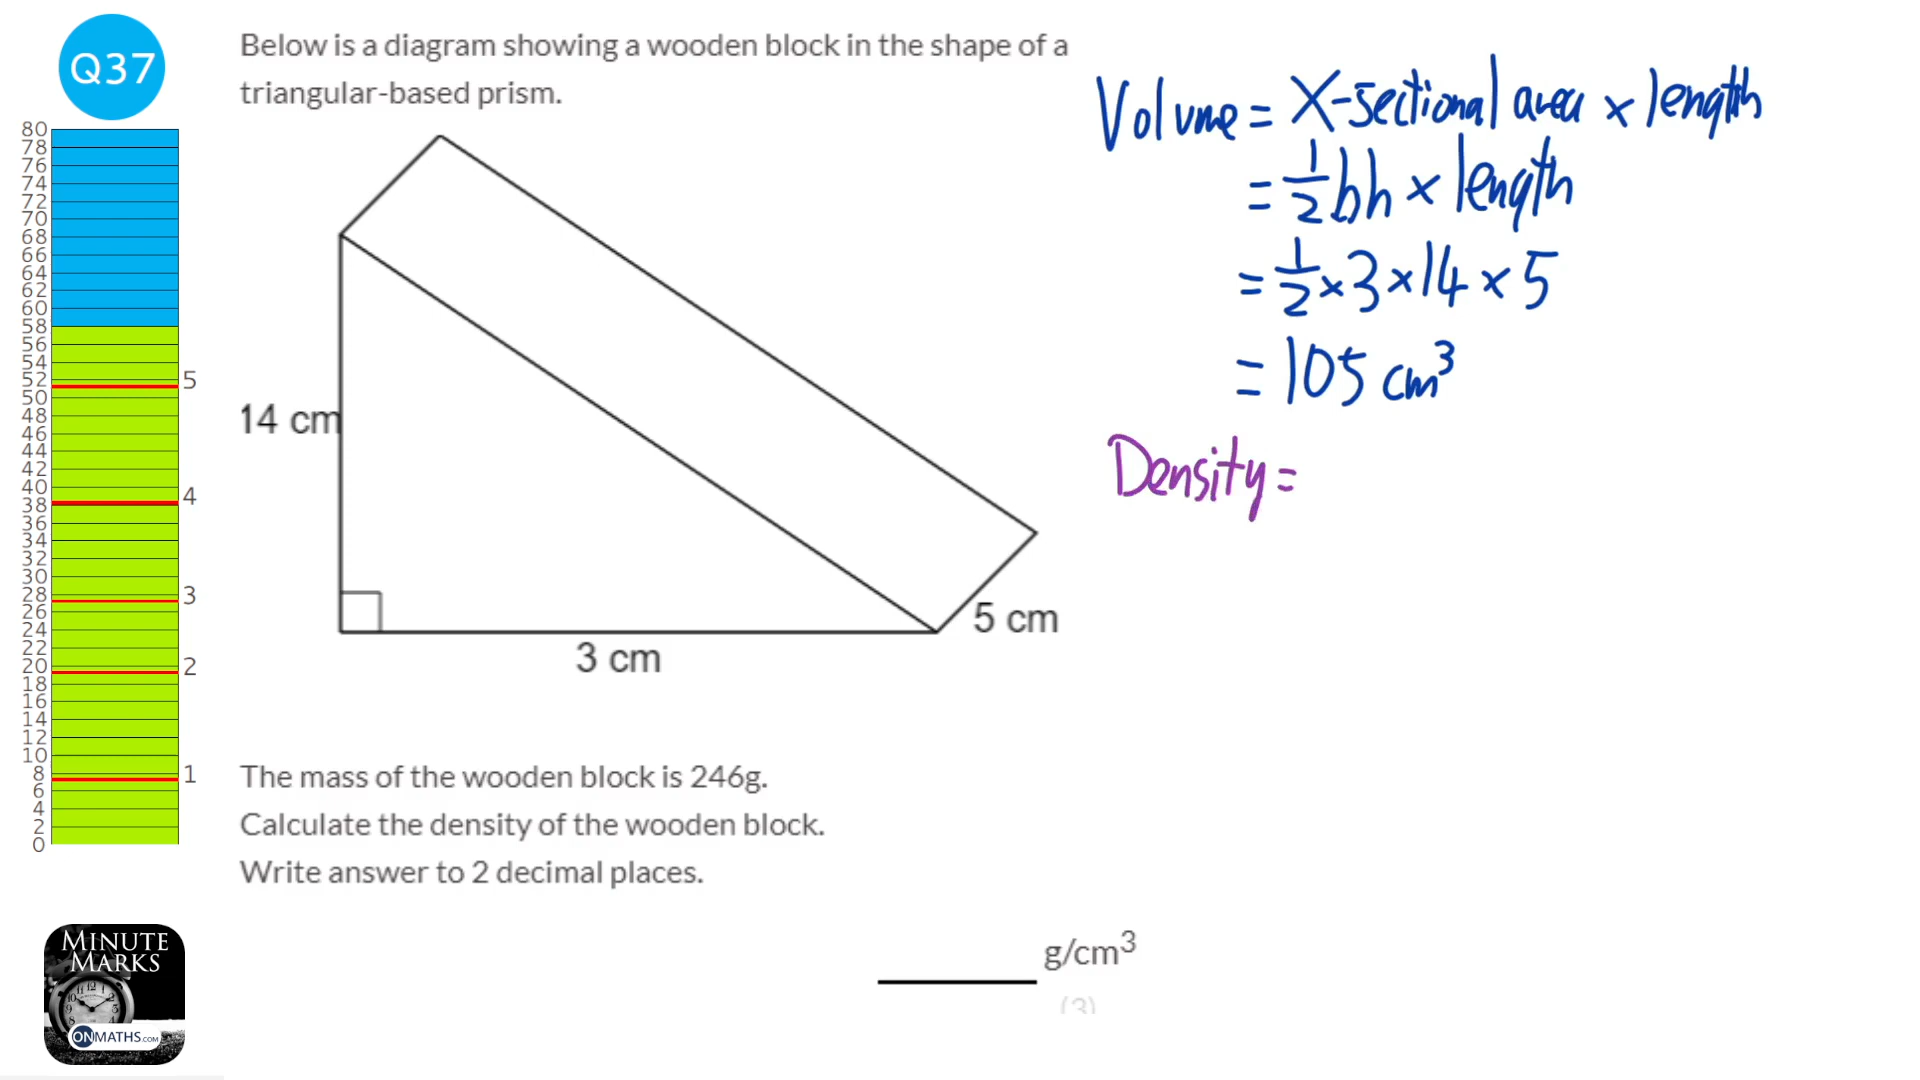 Q37
Below is a diagram showing a wooden block in the shape of a
triangular-based prism.
80
78
76
74
72
70
68
66
64
62
60
58
56
54
52
50
48
46
44
42
40
38
36
34
32
30
28
26
24
22
20
18
16
14
12
10
8
6
4
2
0
5
4
3
2
1
14 cm
3 cm
5 cm
Volume = X-sectional area × length
= 1/2 bh × length
= 1/2 × 3 × 14 × 5
= 105 cm³
Density =
The mass of the wooden block is 246g.
Calculate the density of the wooden block.
Write answer to 2 decimal places.
g/cm³
(3)
MINUTE
MARKS
ONMATHS.COM